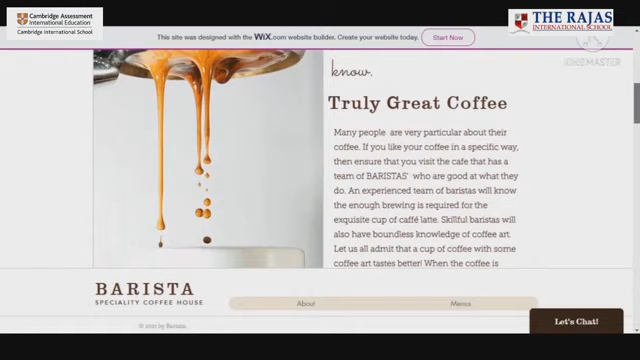 Cambridge Assessment
International Education
Cambridge International School
THE RAJAS
INTERNATIONAL SCHOOL
This site was designed with the WiX.com website builder. Create your website today.
Start Now
KINEMASTER
know.
Truly Great Coffee
Many people are very particular about their
coffee. If you like your coffee in a specific way,
then ensure that you visit the cafe that has a
team of BARISTAS' who are good at what they
do. An experienced team of baristas will know
the enough brewing is required for the
exquisite cup of caffé latte. Skillful baristas will
also have boundless knowledge of coffee art.
Let us all admit that a cup of coffee with some
coffee art tastes better! When the coffee is
BARISTA
SPECIALITY COFFEE HOUSE
About
Menus
Let's Chat!
by Barista.